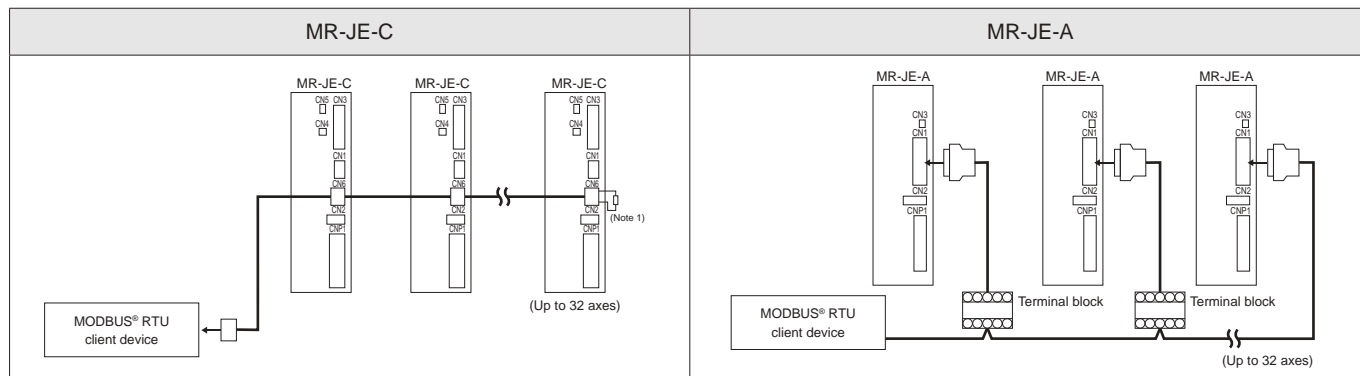 MR-JE-C
MR-JE-A
MR-JE-C
MR-JE-C
MR-JE-C
CN5
CN3
CN4
CN1
CN6
CN2
CNP1
CN5
CN3
CN4
CN1
CN6
CN2
CNP1
CN5
CN3
CN4
CN1
CN6
CN2
CNP1
(Note 1)
(Up to 32 axes)
MODBUS® RTU
client device
MR-JE-A
MR-JE-A
MR-JE-A
CN3
CN1
CN2
CNP1
CN3
CN1
CN2
CNP1
CN3
CN1
CN2
CNP1
Terminal block
Terminal block
MODBUS® RTU
client device
(Up to 32 axes)